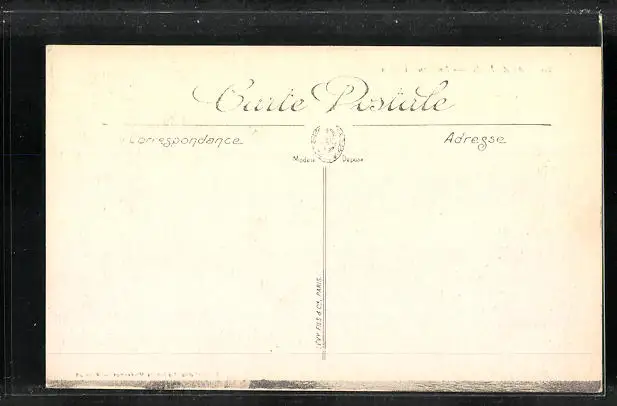 Carte Postale
Correspondance
Adresse
Modèle Déposé
LÉVY FILS & Cie, PARIS.